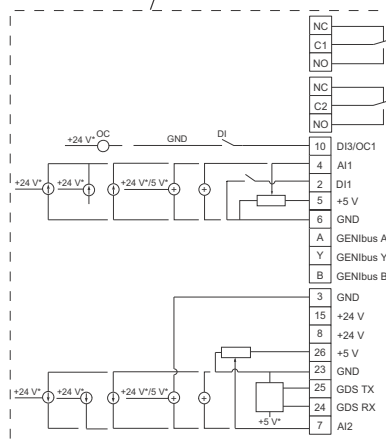 NC
C1
NO
NC
C2
NO
+24 V* OC GND DI 10 DI3/OC1
4 AI1
+24 V* +24 V* +24 V*/5 V* 2 DI1
5 +5 V
6 GND
A GENIbus A
Y GENIbus Y
B GENIbus B
3 GND
15 +24 V
8 +24 V
26 +5 V
23 GND
+24 V* +24 V* +24 V*/5 V* 25 GDS TX
24 GDS RX
+5 V* 7 AI2